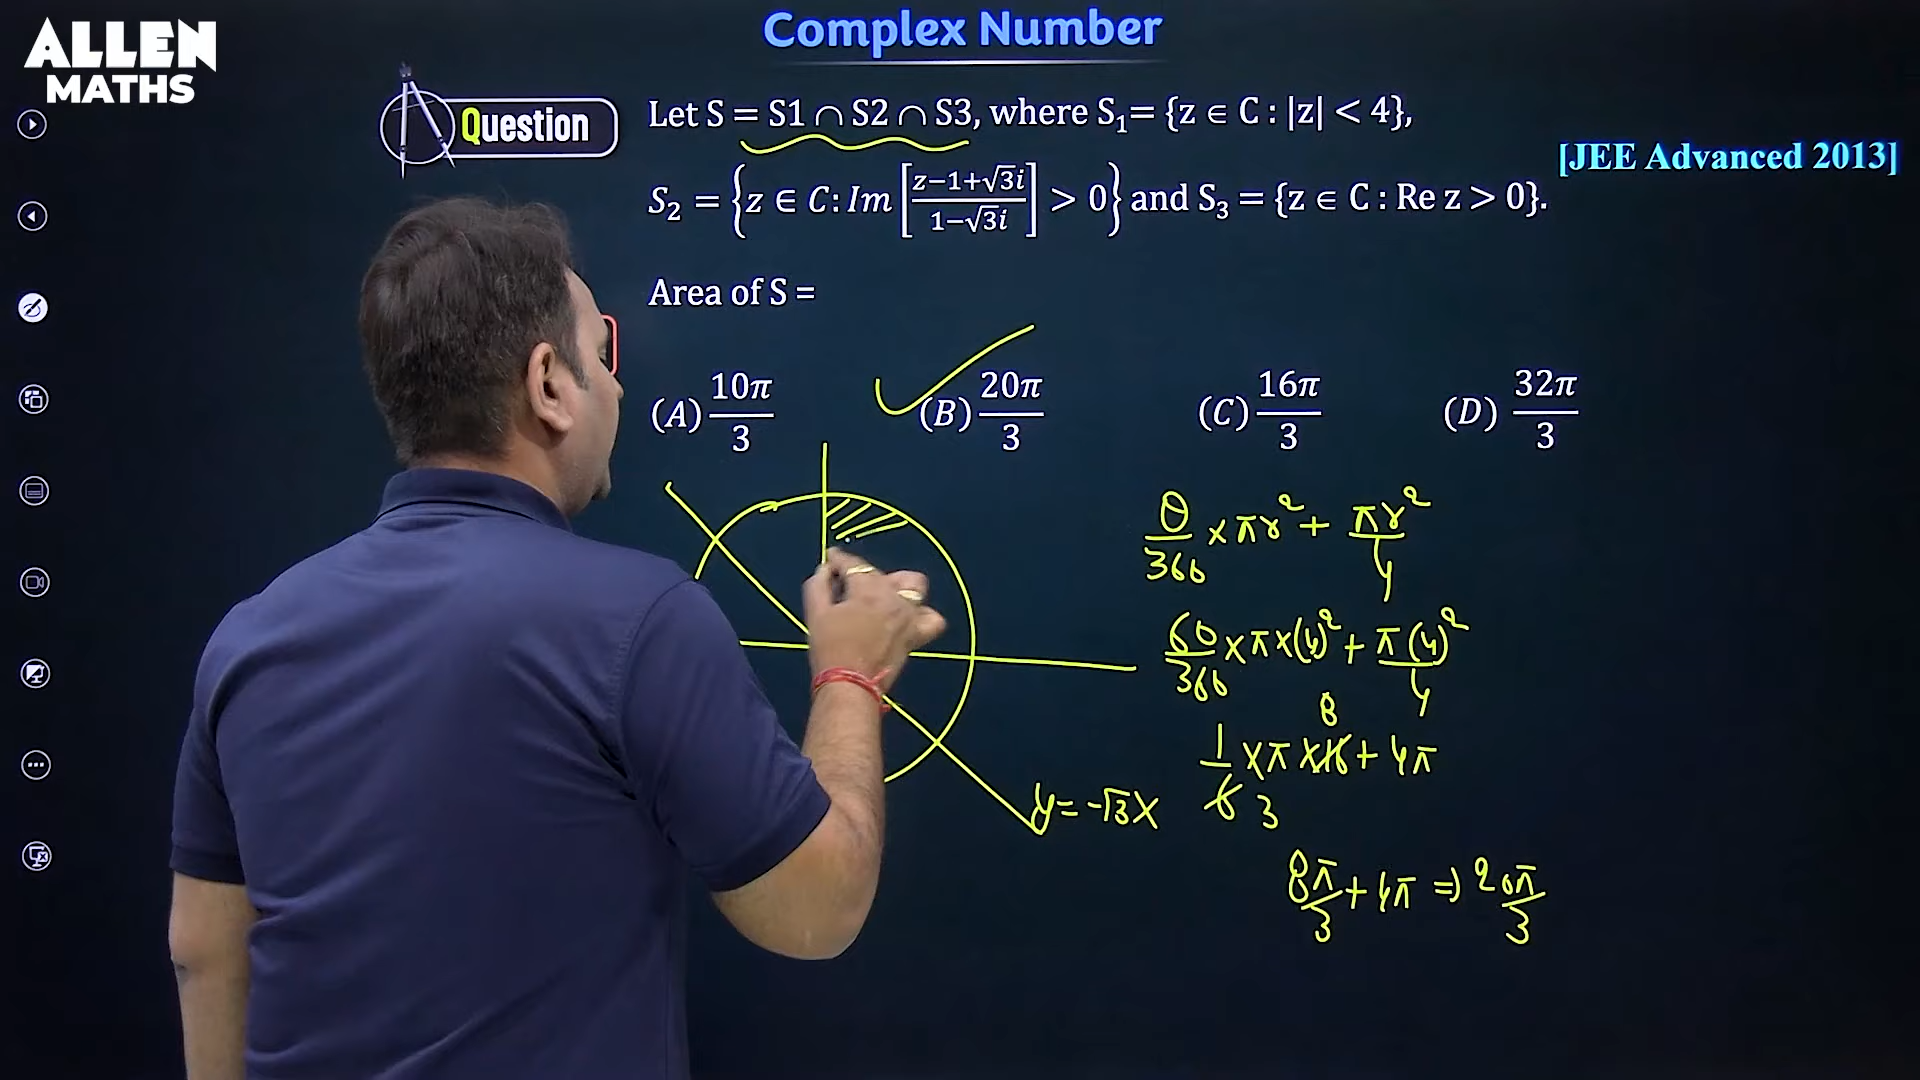 ALLEN
MATHS
Complex Number
Question
Let S = S1 ∩ S2 ∩ S3, where S₁= {z ∈ C : |z| < 4},
[JEE Advanced 2013]
S₂ = {z ∈ C: Im [(z−1+√3i)/(1−√3i)] > 0} and S₃ = {z ∈ C : Re z > 0}.
Area of S =
(A) 10π/3 (B) 20π/3 (C) 16π/3 (D) 32π/3
θ/360 × πr² + πr²/4
60/360 × π × (4)² + π(4)²/4
1/6 × π × 16 + 4π
8
3
y = -√3x
8π/3 + 4π ⇒ 20π/3